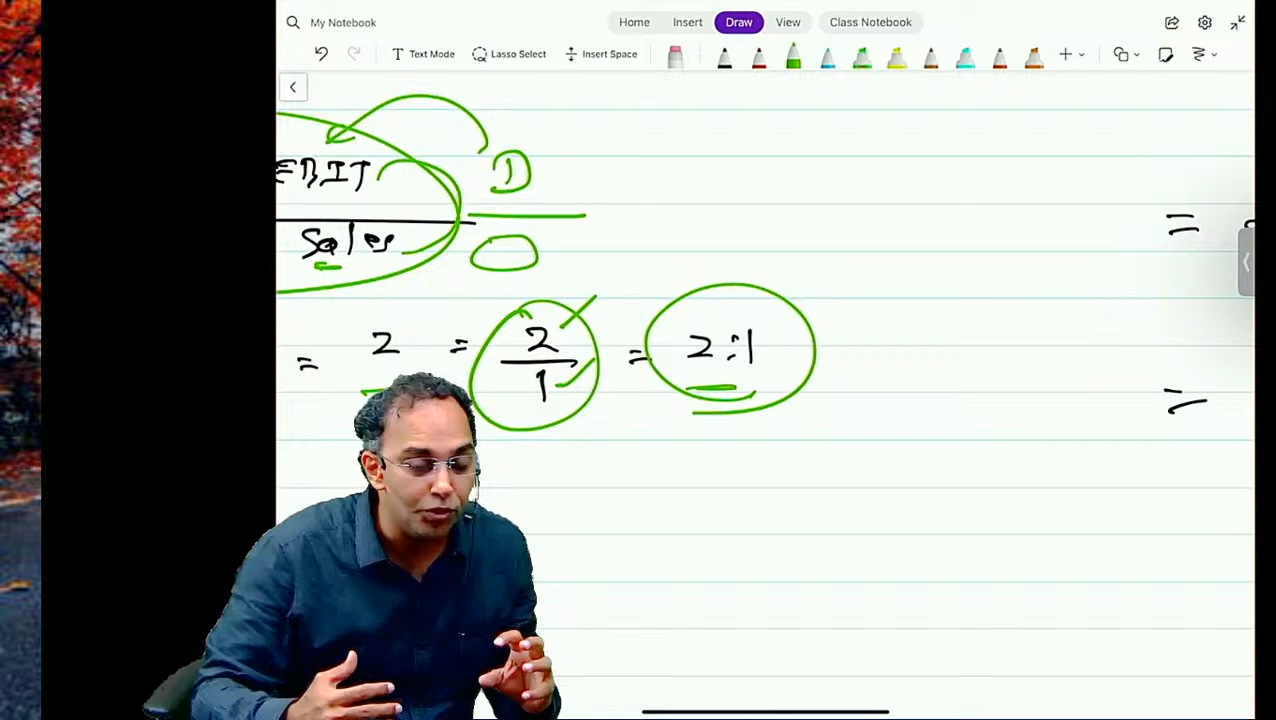 My Notebook Home Insert Draw View Class Notebook
Text Mode Lasso Select Insert Space
EBIT D
Sales
= 2 = 2/1 = 2:1
=
=